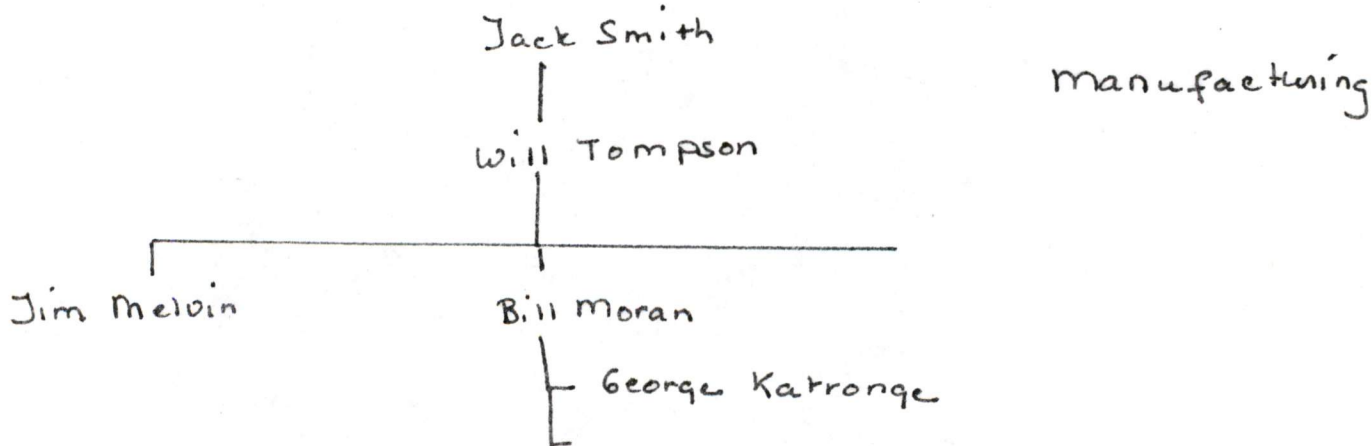 Jack Smith
manufacturing
Will Tompson
Jim Melvin
Bill Moran
George Katronge